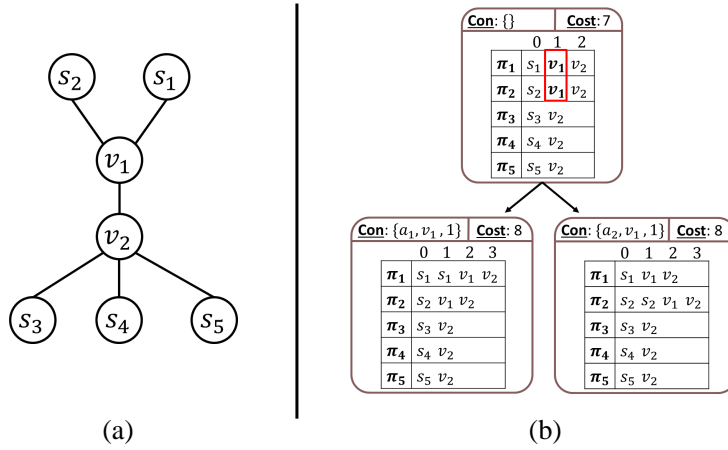 s₂ s₁
v₁
v₂
s₃ s₄ s₅
(a)
Con: {} Cost: 7
0 1 2
π₁ s₁ v₁ v₂
π₂ s₂ v₁ v₂
π₃ s₃ v₂
π₄ s₄ v₂
π₅ s₅ v₂
Con: {a₁, v₁, 1} Cost: 8
0 1 2 3
π₁ s₁ s₁ v₁ v₂
π₂ s₂ v₁ v₂
π₃ s₃ v₂
π₄ s₄ v₂
π₅ s₅ v₂
Con: {a₂, v₁, 1} Cost: 8
0 1 2 3
π₁ s₁ v₁ v₂
π₂ s₂ s₂ v₁ v₂
π₃ s₃ v₂
π₄ s₄ v₂
π₅ s₅ v₂
(b)